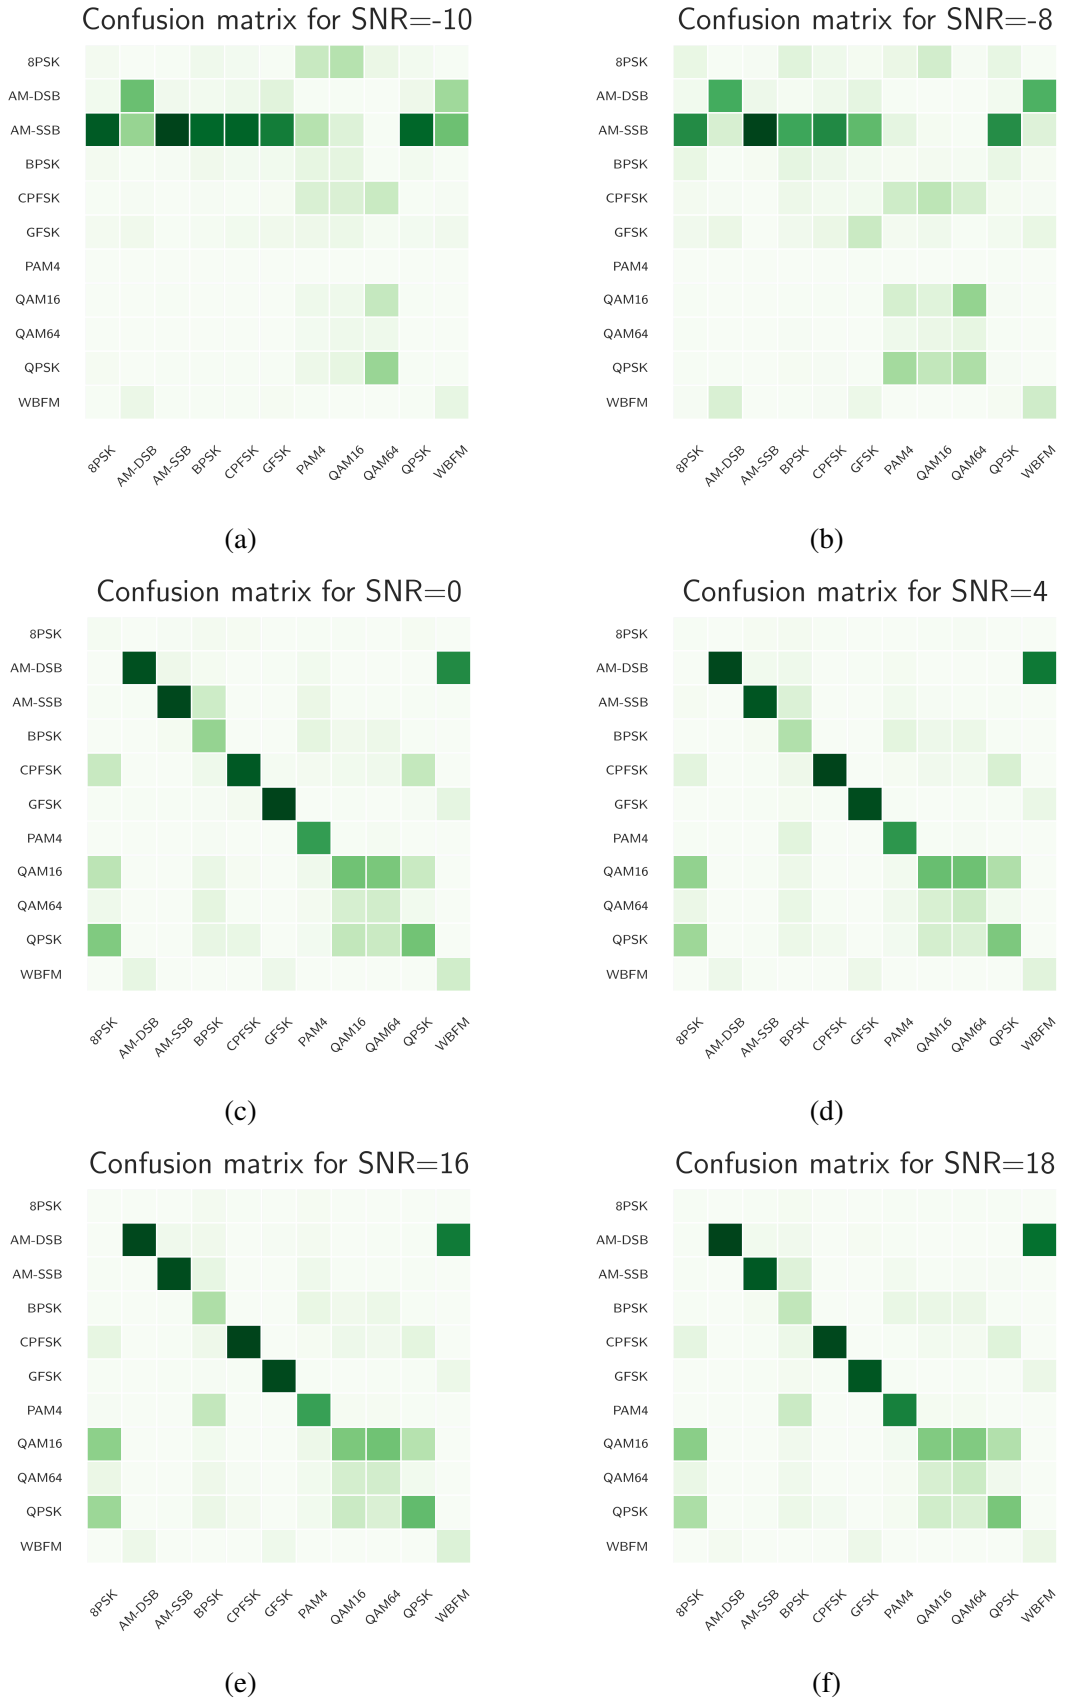 Confusion matrix for SNR=-10
8PSK
AM-DSB
AM-SSB
BPSK
CPFSK
GFSK
PAM4
QAM16
QAM64
QPSK
WBFM
8PSK AM-DSB AM-SSB BPSK CPFSK GFSK PAM4 QAM16 QAM64 QPSK WBFM
(a)
Confusion matrix for SNR=-8
8PSK
AM-DSB
AM-SSB
BPSK
CPFSK
GFSK
PAM4
QAM16
QAM64
QPSK
WBFM
8PSK AM-DSB AM-SSB BPSK CPFSK GFSK PAM4 QAM16 QAM64 QPSK WBFM
(b)
Confusion matrix for SNR=0
8PSK
AM-DSB
AM-SSB
BPSK
CPFSK
GFSK
PAM4
QAM16
QAM64
QPSK
WBFM
8PSK AM-DSB AM-SSB BPSK CPFSK GFSK PAM4 QAM16 QAM64 QPSK WBFM
(c)
Confusion matrix for SNR=4
8PSK
AM-DSB
AM-SSB
BPSK
CPFSK
GFSK
PAM4
QAM16
QAM64
QPSK
WBFM
8PSK AM-DSB AM-SSB BPSK CPFSK GFSK PAM4 QAM16 QAM64 QPSK WBFM
(d)
Confusion matrix for SNR=16
8PSK
AM-DSB
AM-SSB
BPSK
CPFSK
GFSK
PAM4
QAM16
QAM64
QPSK
WBFM
8PSK AM-DSB AM-SSB BPSK CPFSK GFSK PAM4 QAM16 QAM64 QPSK WBFM
(e)
Confusion matrix for SNR=18
8PSK
AM-DSB
AM-SSB
BPSK
CPFSK
GFSK
PAM4
QAM16
QAM64
QPSK
WBFM
8PSK AM-DSB AM-SSB BPSK CPFSK GFSK PAM4 QAM16 QAM64 QPSK WBFM
(f)